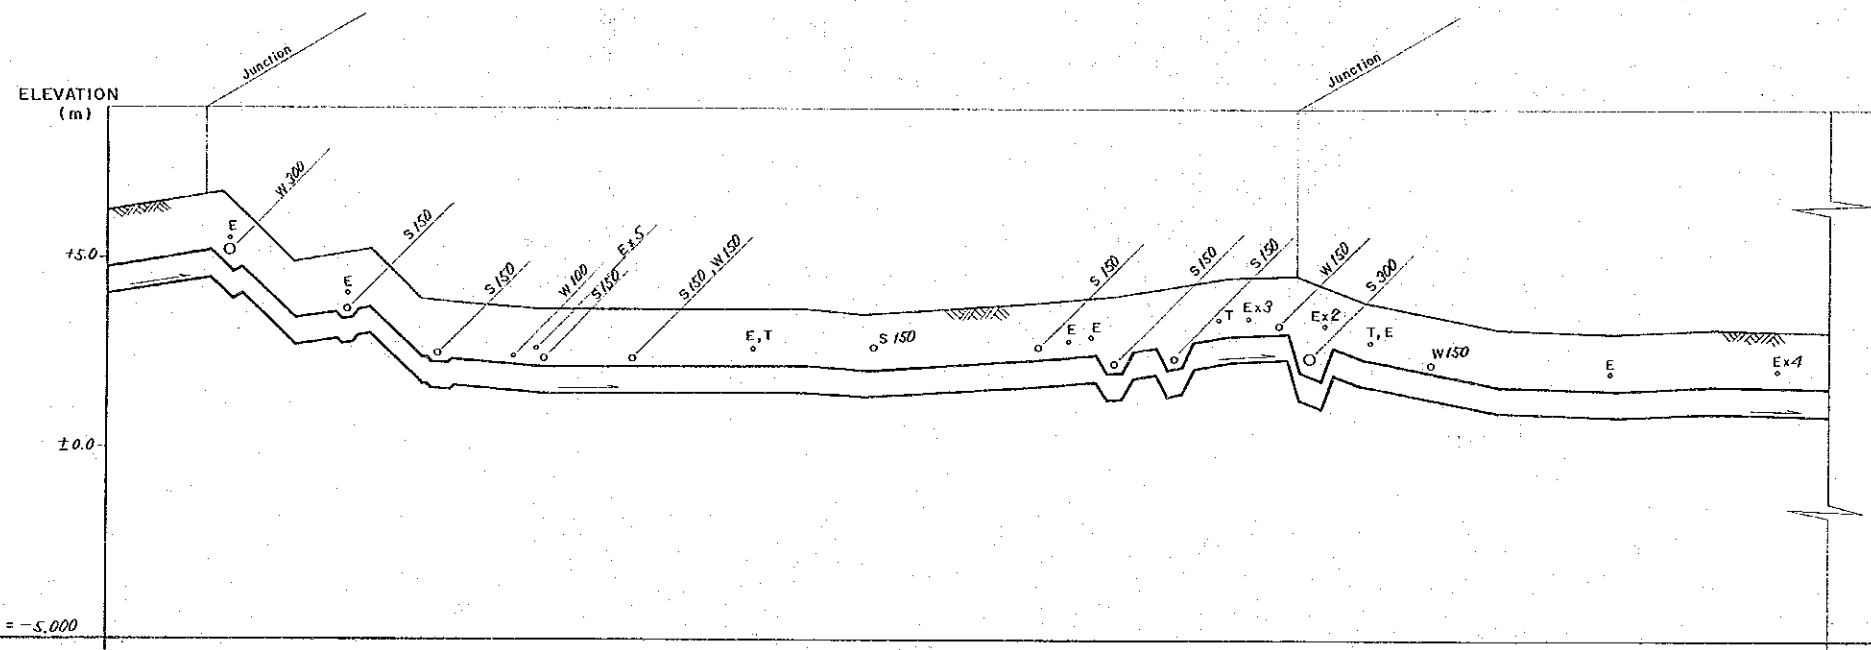 Junction
Junction
ELEVATION
(m)
W 300
E
S 150
E
+5.0
S 150
W 100
E×5
S 150
S 150, W 150
E, T
S 150
S 150
E
E
S 150
S 150
T
E×3
W 150
E×2
S 300
T, E
W 150
E
E×4
±0.0
= -5.000